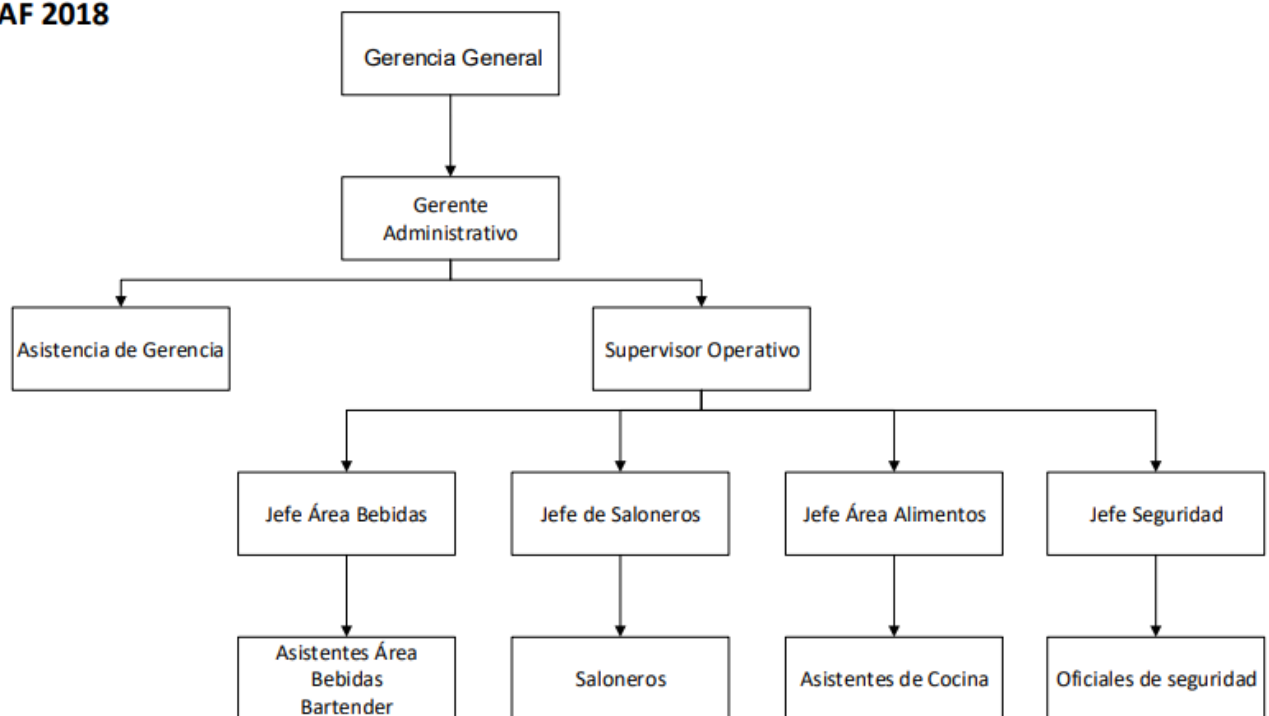 AF 2018
Gerencia General
Gerente
Administrativo
Asistencia de Gerencia
Supervisor Operativo
Jefe Área Bebidas
Jefe de Saloneros
Jefe Área Alimentos
Jefe Seguridad
Asistentes Área
Bebidas
Bartender
Saloneros
Asistentes de Cocina
Oficiales de seguridad